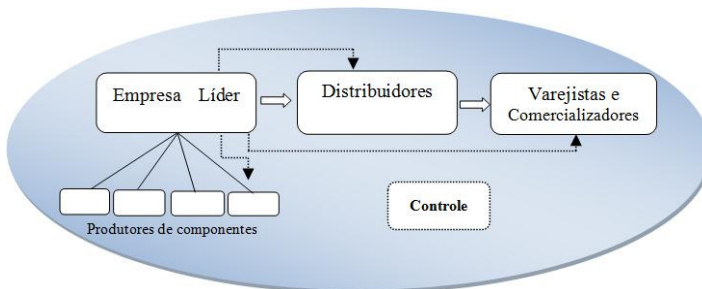 Empresa Líder
Distribuidores
Varejistas e
Comercializadores
Produtores de componentes
Controle